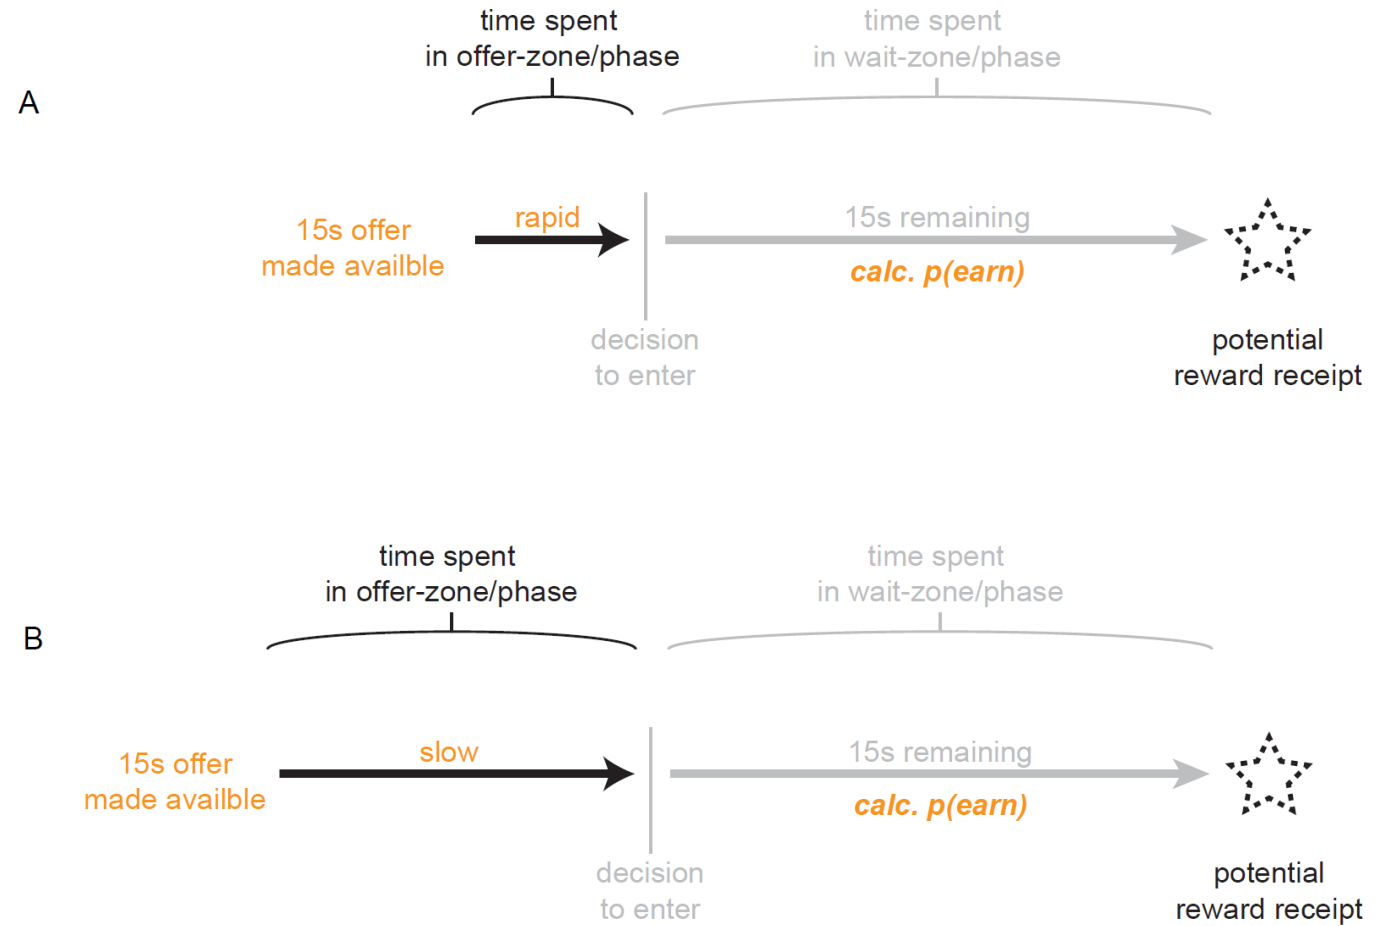 time spent
in offer-zone/phase
time spent
in wait-zone/phase
A
15s offer
made availble
rapid
15s remaining
calc. p(earn)
decision
to enter
potential
reward receipt
time spent
in offer-zone/phase
time spent
in wait-zone/phase
B
15s offer
made availble
slow
15s remaining
calc. p(earn)
decision
to enter
potential
reward receipt